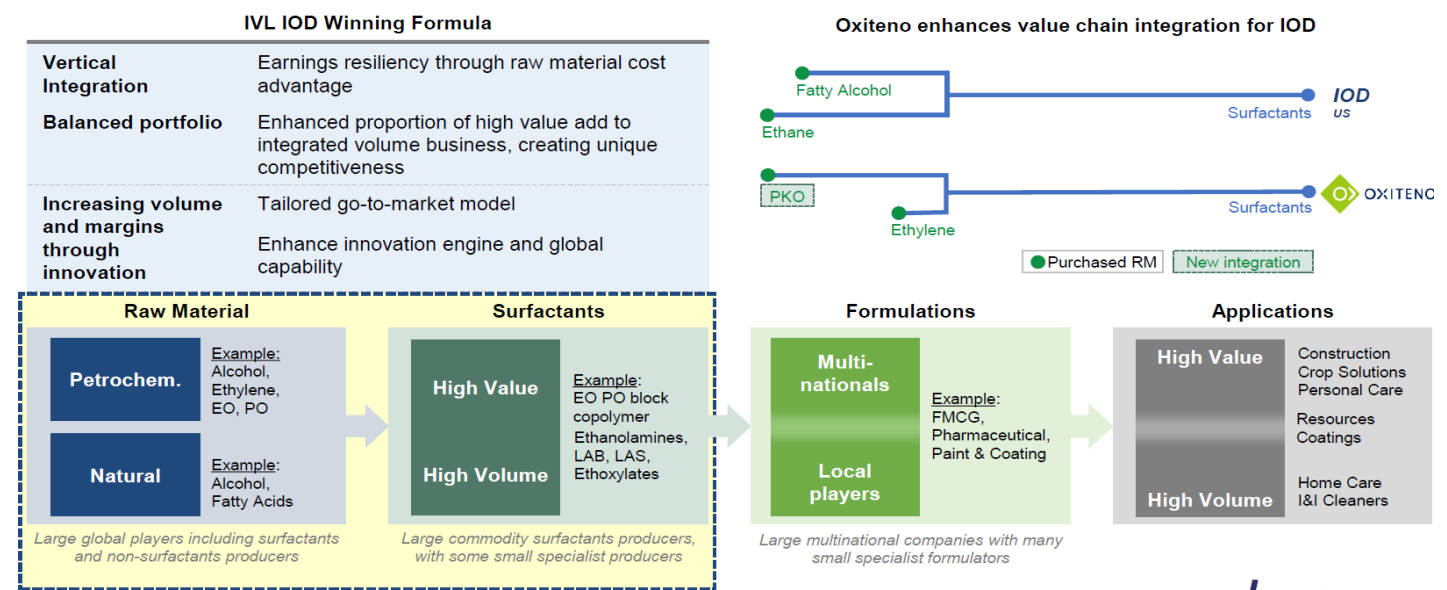 IVL IOD Winning Formula
Vertical
Integration
Earnings resiliency through raw material cost
advantage
Balanced portfolio
Enhanced proportion of high value add to
integrated volume business, creating unique
competitiveness
Increasing volume
and margins
through
innovation
Tailored go-to-market model
Enhance innovation engine and global
capability
Oxiteno enhances value chain integration for IOD
Fatty Alcohol
Ethane
Surfactants
IOD
US
PKO
Ethylene
Surfactants
OXITENO
Purchased RM
New integration
Raw Material
Petrochem.
Example:
Alcohol,
Ethylene,
EO, PO
Natural
Example:
Alcohol,
Fatty Acids
Large global players including surfactants
and non-surfactants producers
Surfactants
High Value
High Volume
Example:
EO PO block
copolymer
Ethanolamines,
LAB, LAS,
Ethoxylates
Large commodity surfactants producers,
with some small specialist producers
Formulations
Multi-
nationals
Local
players
Example:
FMCG,
Pharmaceutical,
Paint & Coating
Large multinational companies with many
small specialist formulators
Applications
High Value
High Volume
Construction
Crop Solutions
Personal Care
Resources
Coatings
Home Care
I&I Cleaners